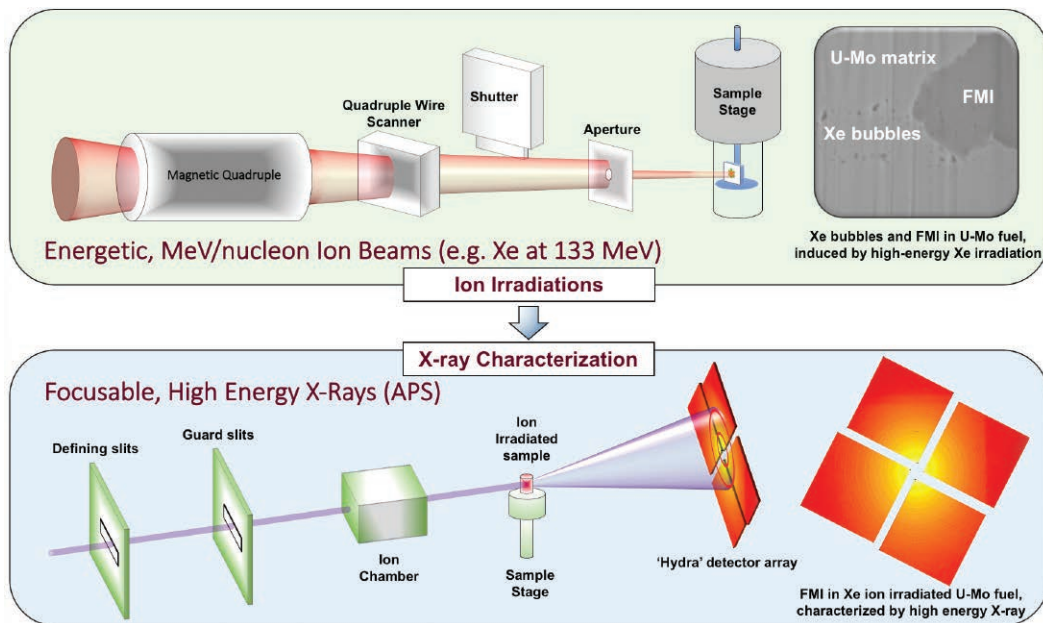 Magnetic Quadruple
Quadruple Wire
Scanner
Shutter
Aperture
Sample
Stage
U-Mo matrix
FMI
Xe bubbles
Energetic, MeV/nucleon Ion Beams (e.g. Xe at 133 MeV)
Xe bubbles and FMI in U-Mo fuel,
induced by high-energy Xe irradiation
Ion Irradiations
X-ray Characterization
Focusable, High Energy X-Rays (APS)
Defining slits
Guard slits
Ion
Chamber
Ion
Irradiated
sample
Sample
Stage
‘Hydra’ detector array
FMI in Xe ion irradiated U-Mo fuel,
characterized by high energy X-ray